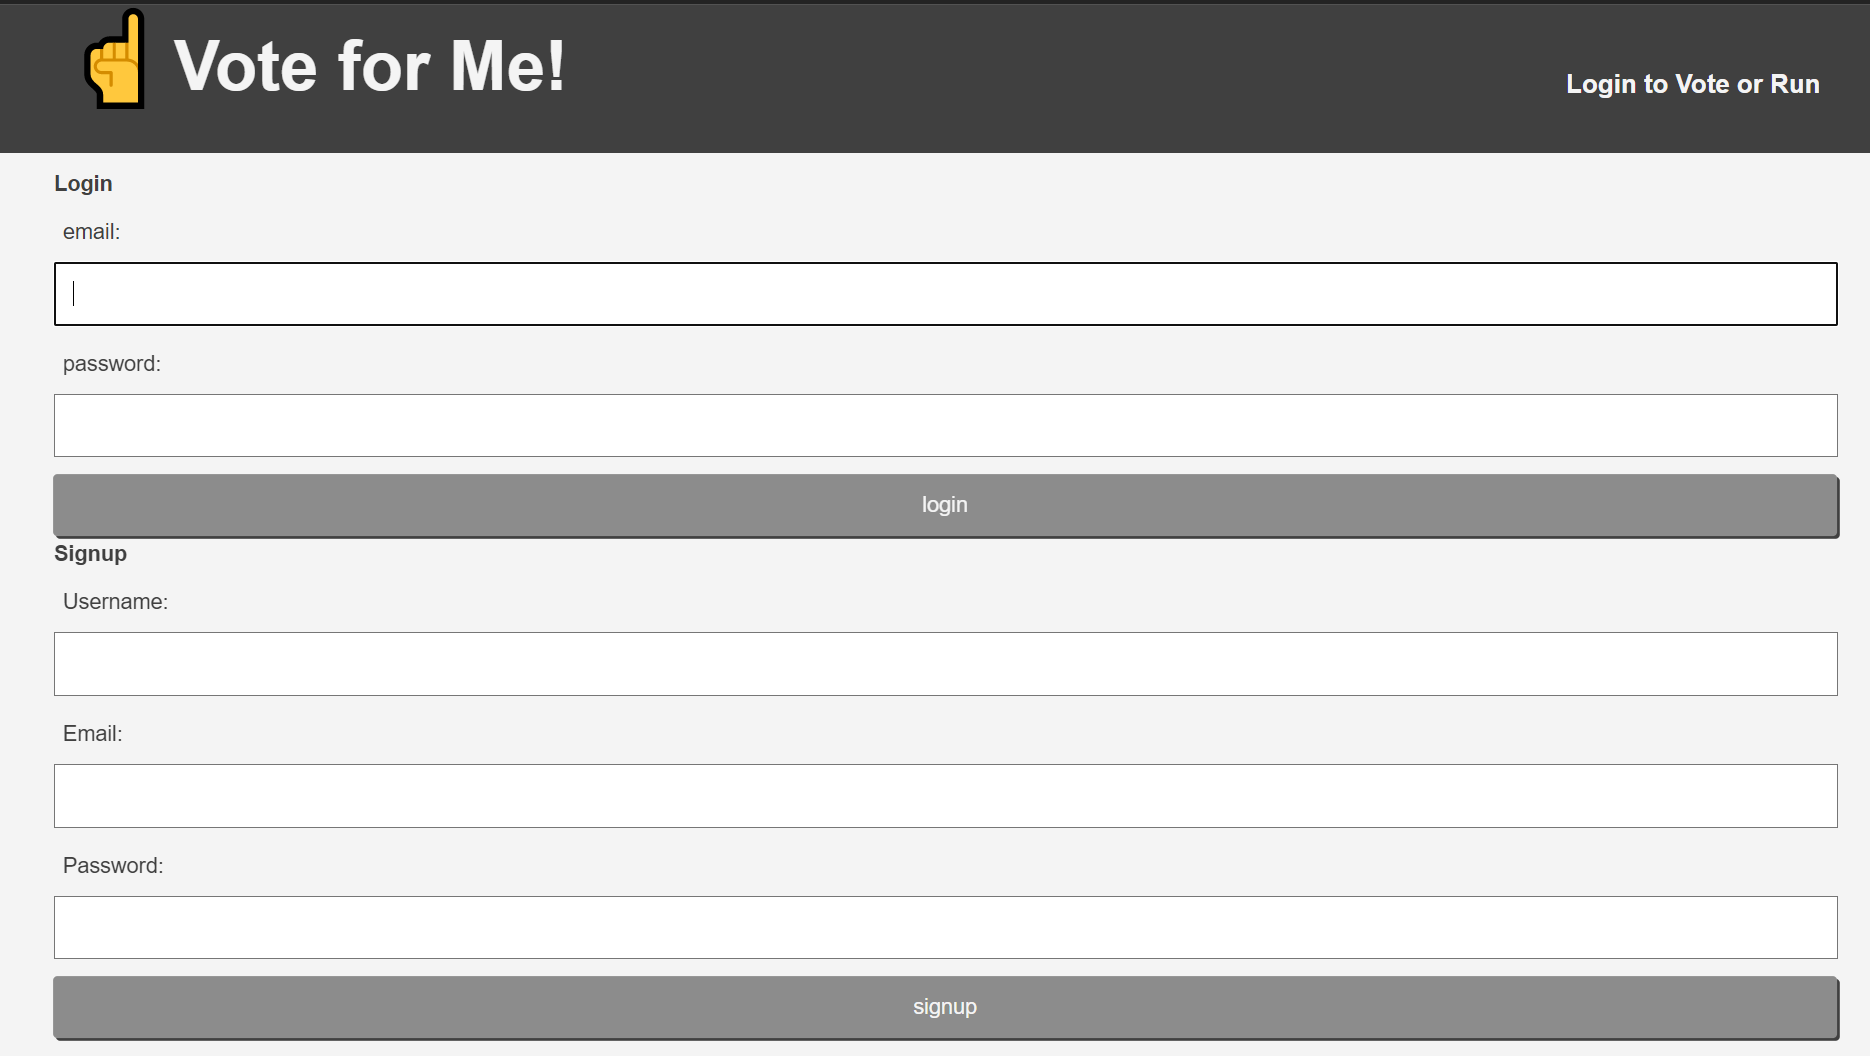 Vote for Me!
Login to Vote or Run
Login
email:
password:
login
Signup
Username:
Email:
Password:
signup